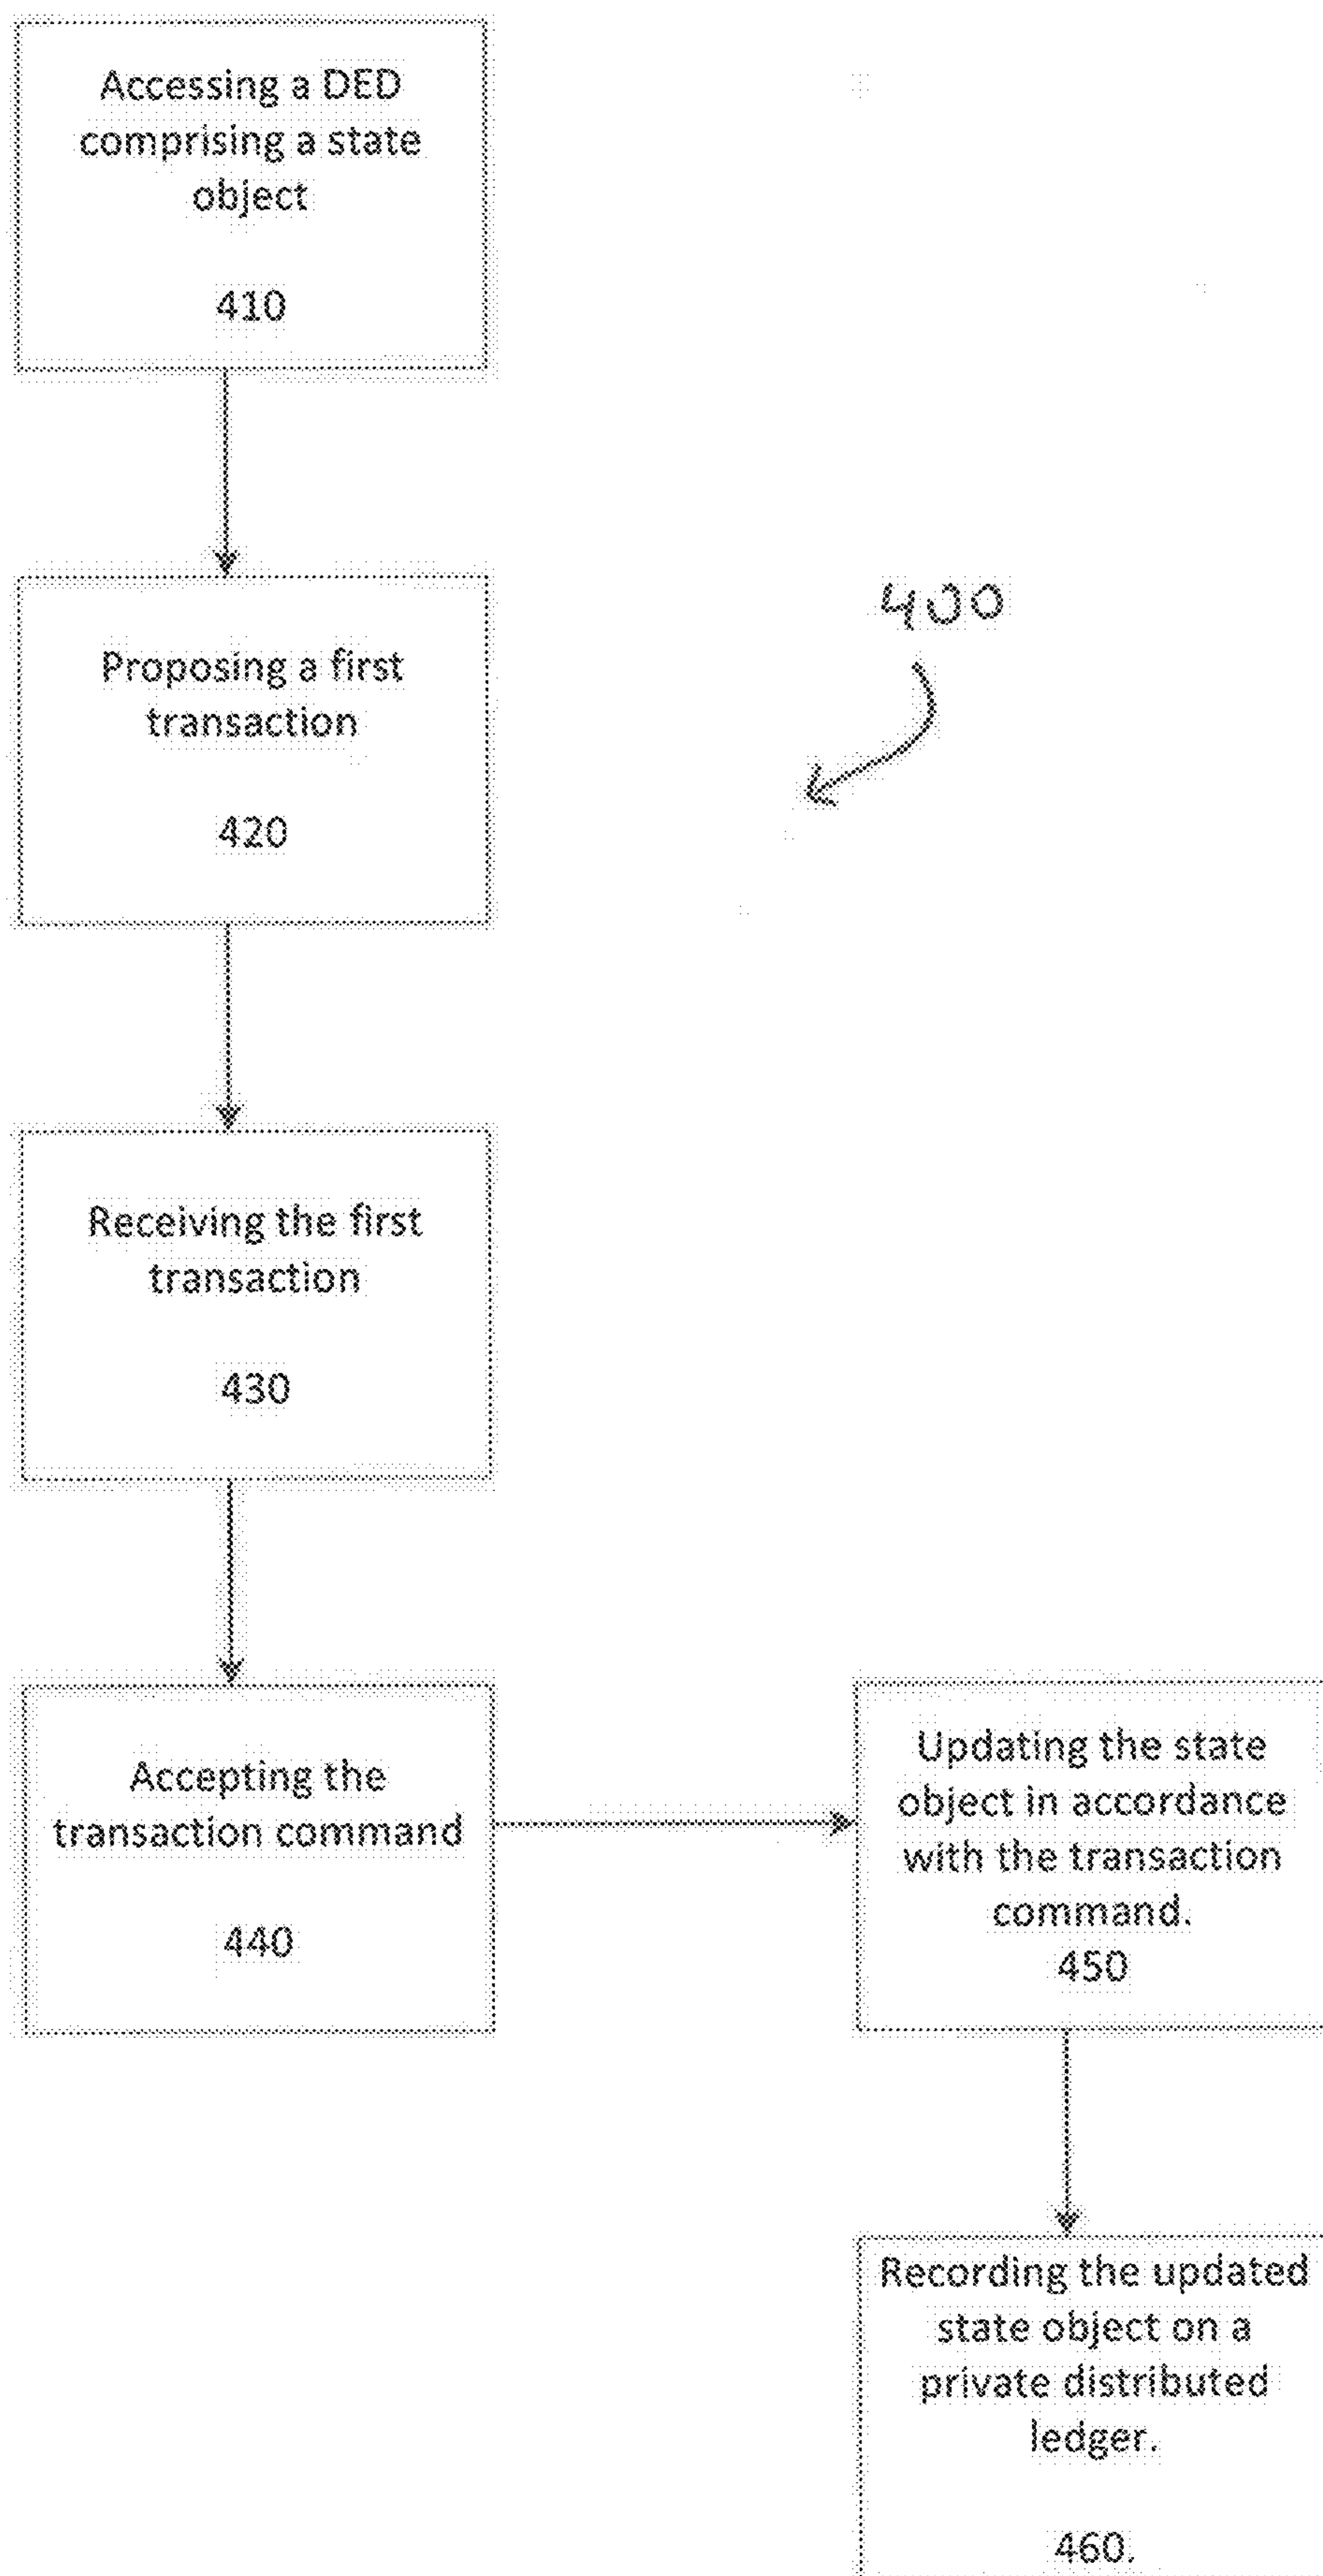 Accessing a DED
comprising a state
object
410
Proposing a first
transaction
420
400
Receiving the first
transaction
430
Accepting the
transaction command
440
Updating the state
object in accordance
with the transaction
command.
450
Recording the updated
state object on a
private distributed
ledger.
460.